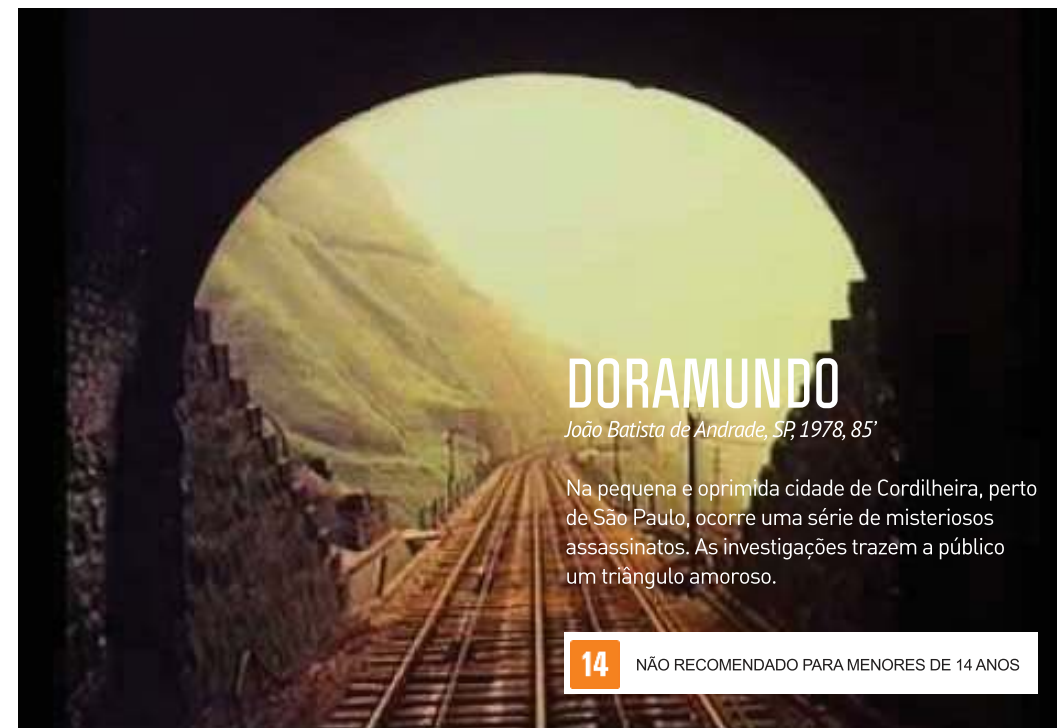 DORAMUNDO
João Batista de Andrade, SP, 1978, 85’
Na pequena e oprimida cidade de Cordilheira, perto
de São Paulo, ocorre uma série de misteriosos
assassinatos. As investigações trazem a público
um triângulo amoroso.
14 NÃO RECOMENDADO PARA MENORES DE 14 ANOS